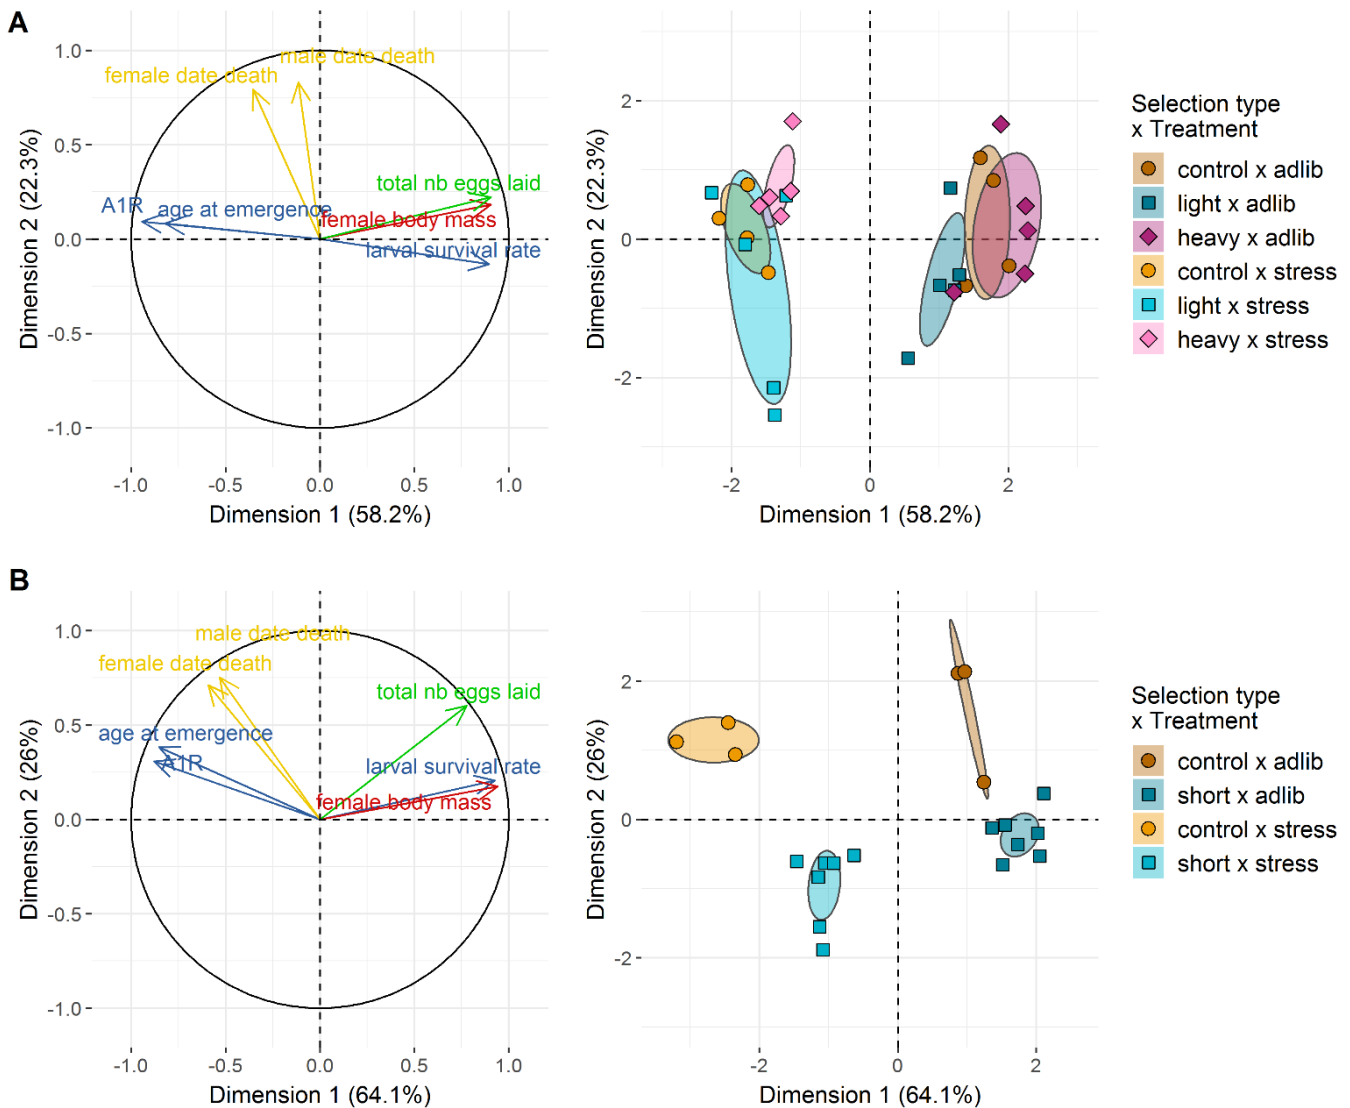 A
1.0
0.5
0.0
-0.5
-1.0
Dimension 2 (22.3%)
male date death
female date death
total nb eggs laid
A1R
age at emergence
female body mass
larval survival rate
-1.0 -0.5 0.0 0.5 1.0
Dimension 1 (58.2%)
2
0
-2
Dimension 2 (22.3%)
-2 0 2
Dimension 1 (58.2%)
Selection type
x Treatment
control x adlib
light x adlib
heavy x adlib
control x stress
light x stress
heavy x stress
B
1.0
0.5
0.0
-0.5
-1.0
Dimension 2 (26%)
male date death
female date death
total nb eggs laid
age at emergence
A1R
larval survival rate
female body mass
-1.0 -0.5 0.0 0.5 1.0
Dimension 1 (64.1%)
2
0
-2
Dimension 2 (26%)
-2 0 2
Dimension 1 (64.1%)
Selection type
x Treatment
control x adlib
short x adlib
control x stress
short x stress